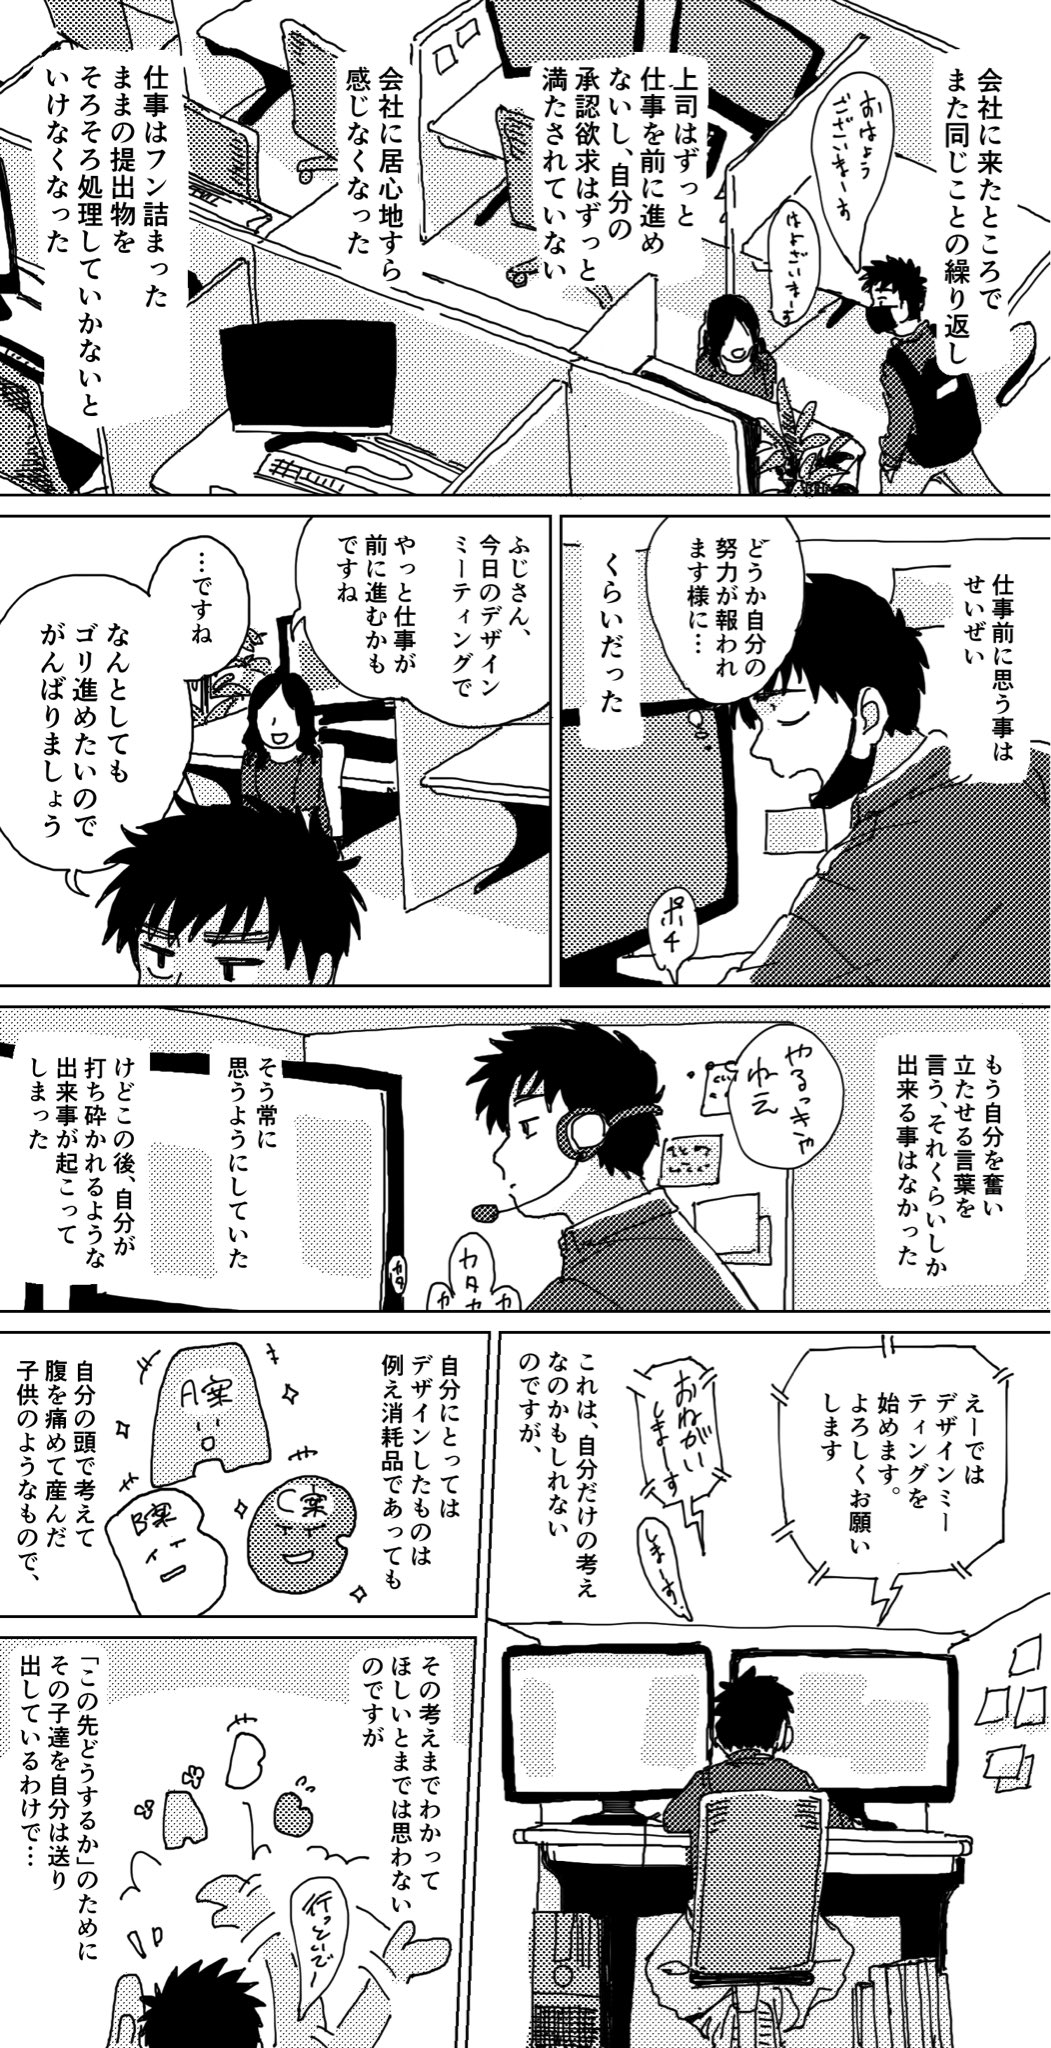 会社に来たところで
また同じことの繰り返し
おはよう
ございまーす
はよざいまーす
上司はずっと
仕事を前に進め
ないし、自分の
承認欲求はずっと
満たされていない
会社に居心地すら
感じなくなった
仕事はフン詰まった
ままの提出物を
そろそろ処理していかないと
いけなくなった
仕事前に思う事は
せいぜい
どうか自分の
努力が報われ
ます様に…
くらいだった
ポチ
ふじさん、
今日のデザイン
ミーティングで
やっと仕事が
前に進むかも
ですね
…ですね
なんとしても
ゴリ進めたいので
がんばりましょう
もう自分を奮い
立たせる言葉を
言う、それくらいしか
出来る事はなかった
やるっきゃ
ねえ
カタ
カタ
カ
カ
そう常に
思うようにしていた
けどこの後、自分が
打ち砕かれるような
出来事が起こって
しまった
えーでは
デザインミー
ティングを
始めます。
よろしくお願い
します
おねがい
しまーす
しまーす
これは、自分だけの考え
なのかもしれない
のですが、
自分にとっては
デザインしたものは
例え消耗品であっても
A案
B案
C案
自分の頭で考えて
腹を痛めて産んだ
子供のようなもので、
その考えまでわかって
ほしいとまでは思わない
のですが
行っといでー
「この先どうするか」のために
その子達を自分は送り
出しているわけで…